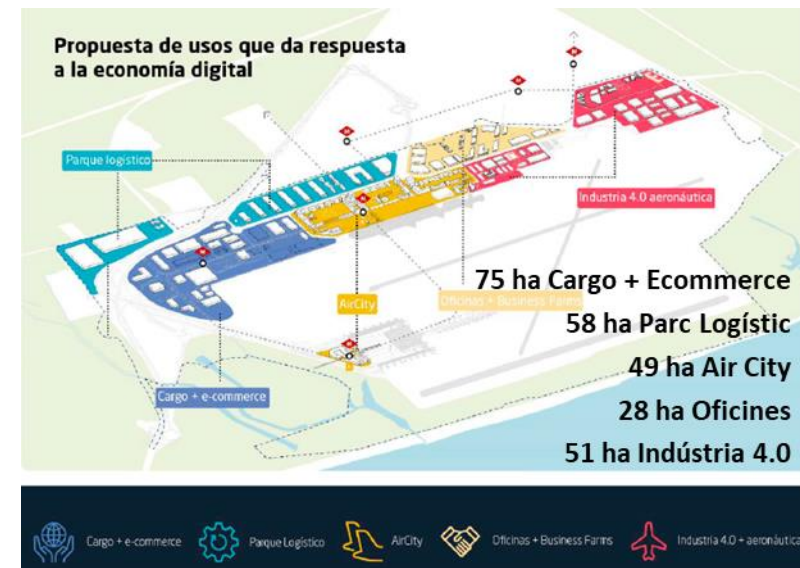 Propuesta de usos que da respuesta
a la economía digital
Parque logístico
Industria 4.0 aeronáutica
AirCity
Oficinas + Business Farms
Cargo + e-commerce
75 ha Cargo + Ecommerce
58 ha Parc Logístic
49 ha Air City
28 ha Oficines
51 ha Indústria 4.0
Cargo + e-commerce
Parque Logístico
AirCity
Oficinas + Business Farms
Industria 4.0 + aeronáutica